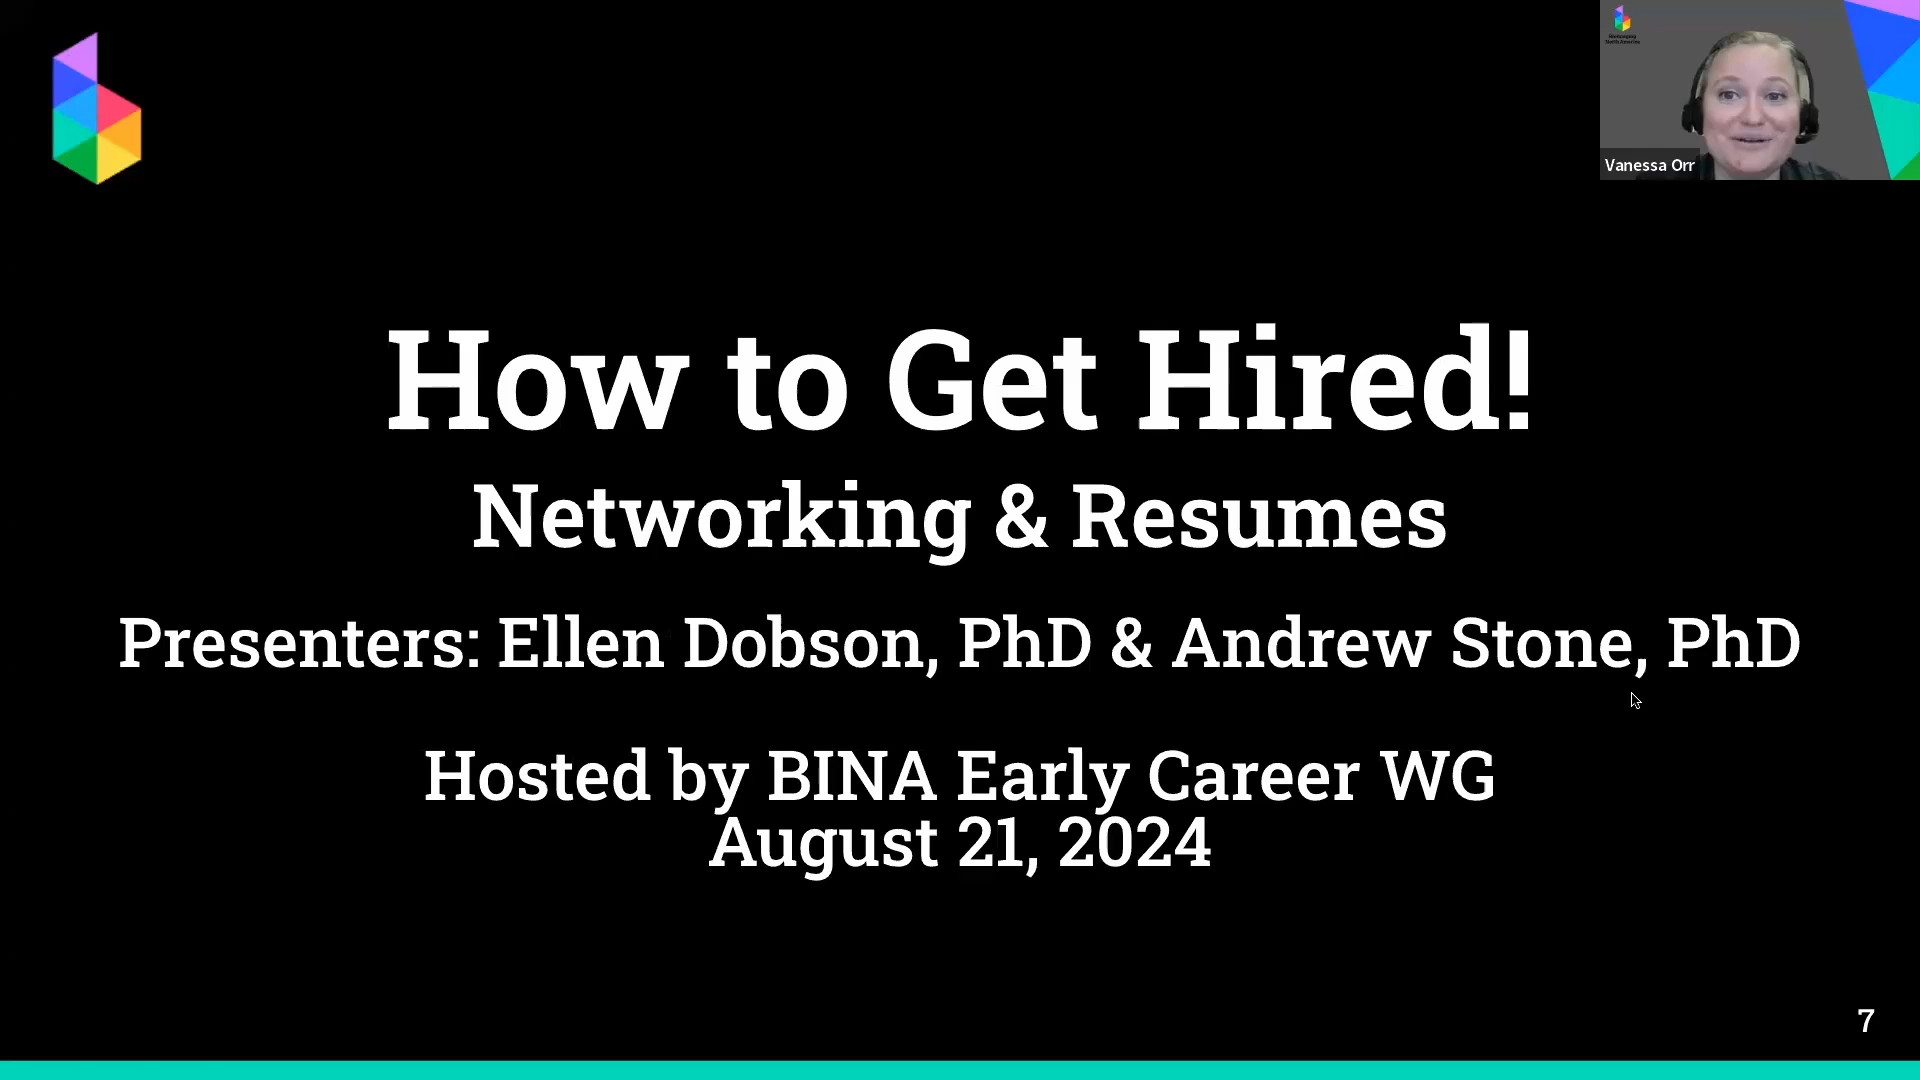 How to Get Hired!
Networking & Resumes
Presenters: Ellen Dobson, PhD & Andrew Stone, PhD
Hosted by BINA Early Career WG
August 21, 2024
7
Vanessa Orr